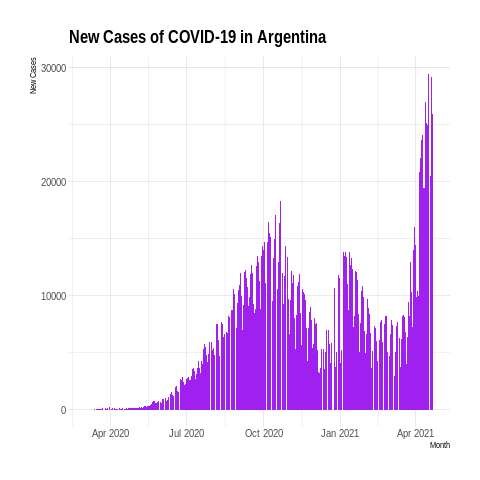 New Cases of COVID-19 in Argentina
New Cases
30000
20000
10000
0
Apr 2020 Jul 2020 Oct 2020 Jan 2021 Apr 2021
Month